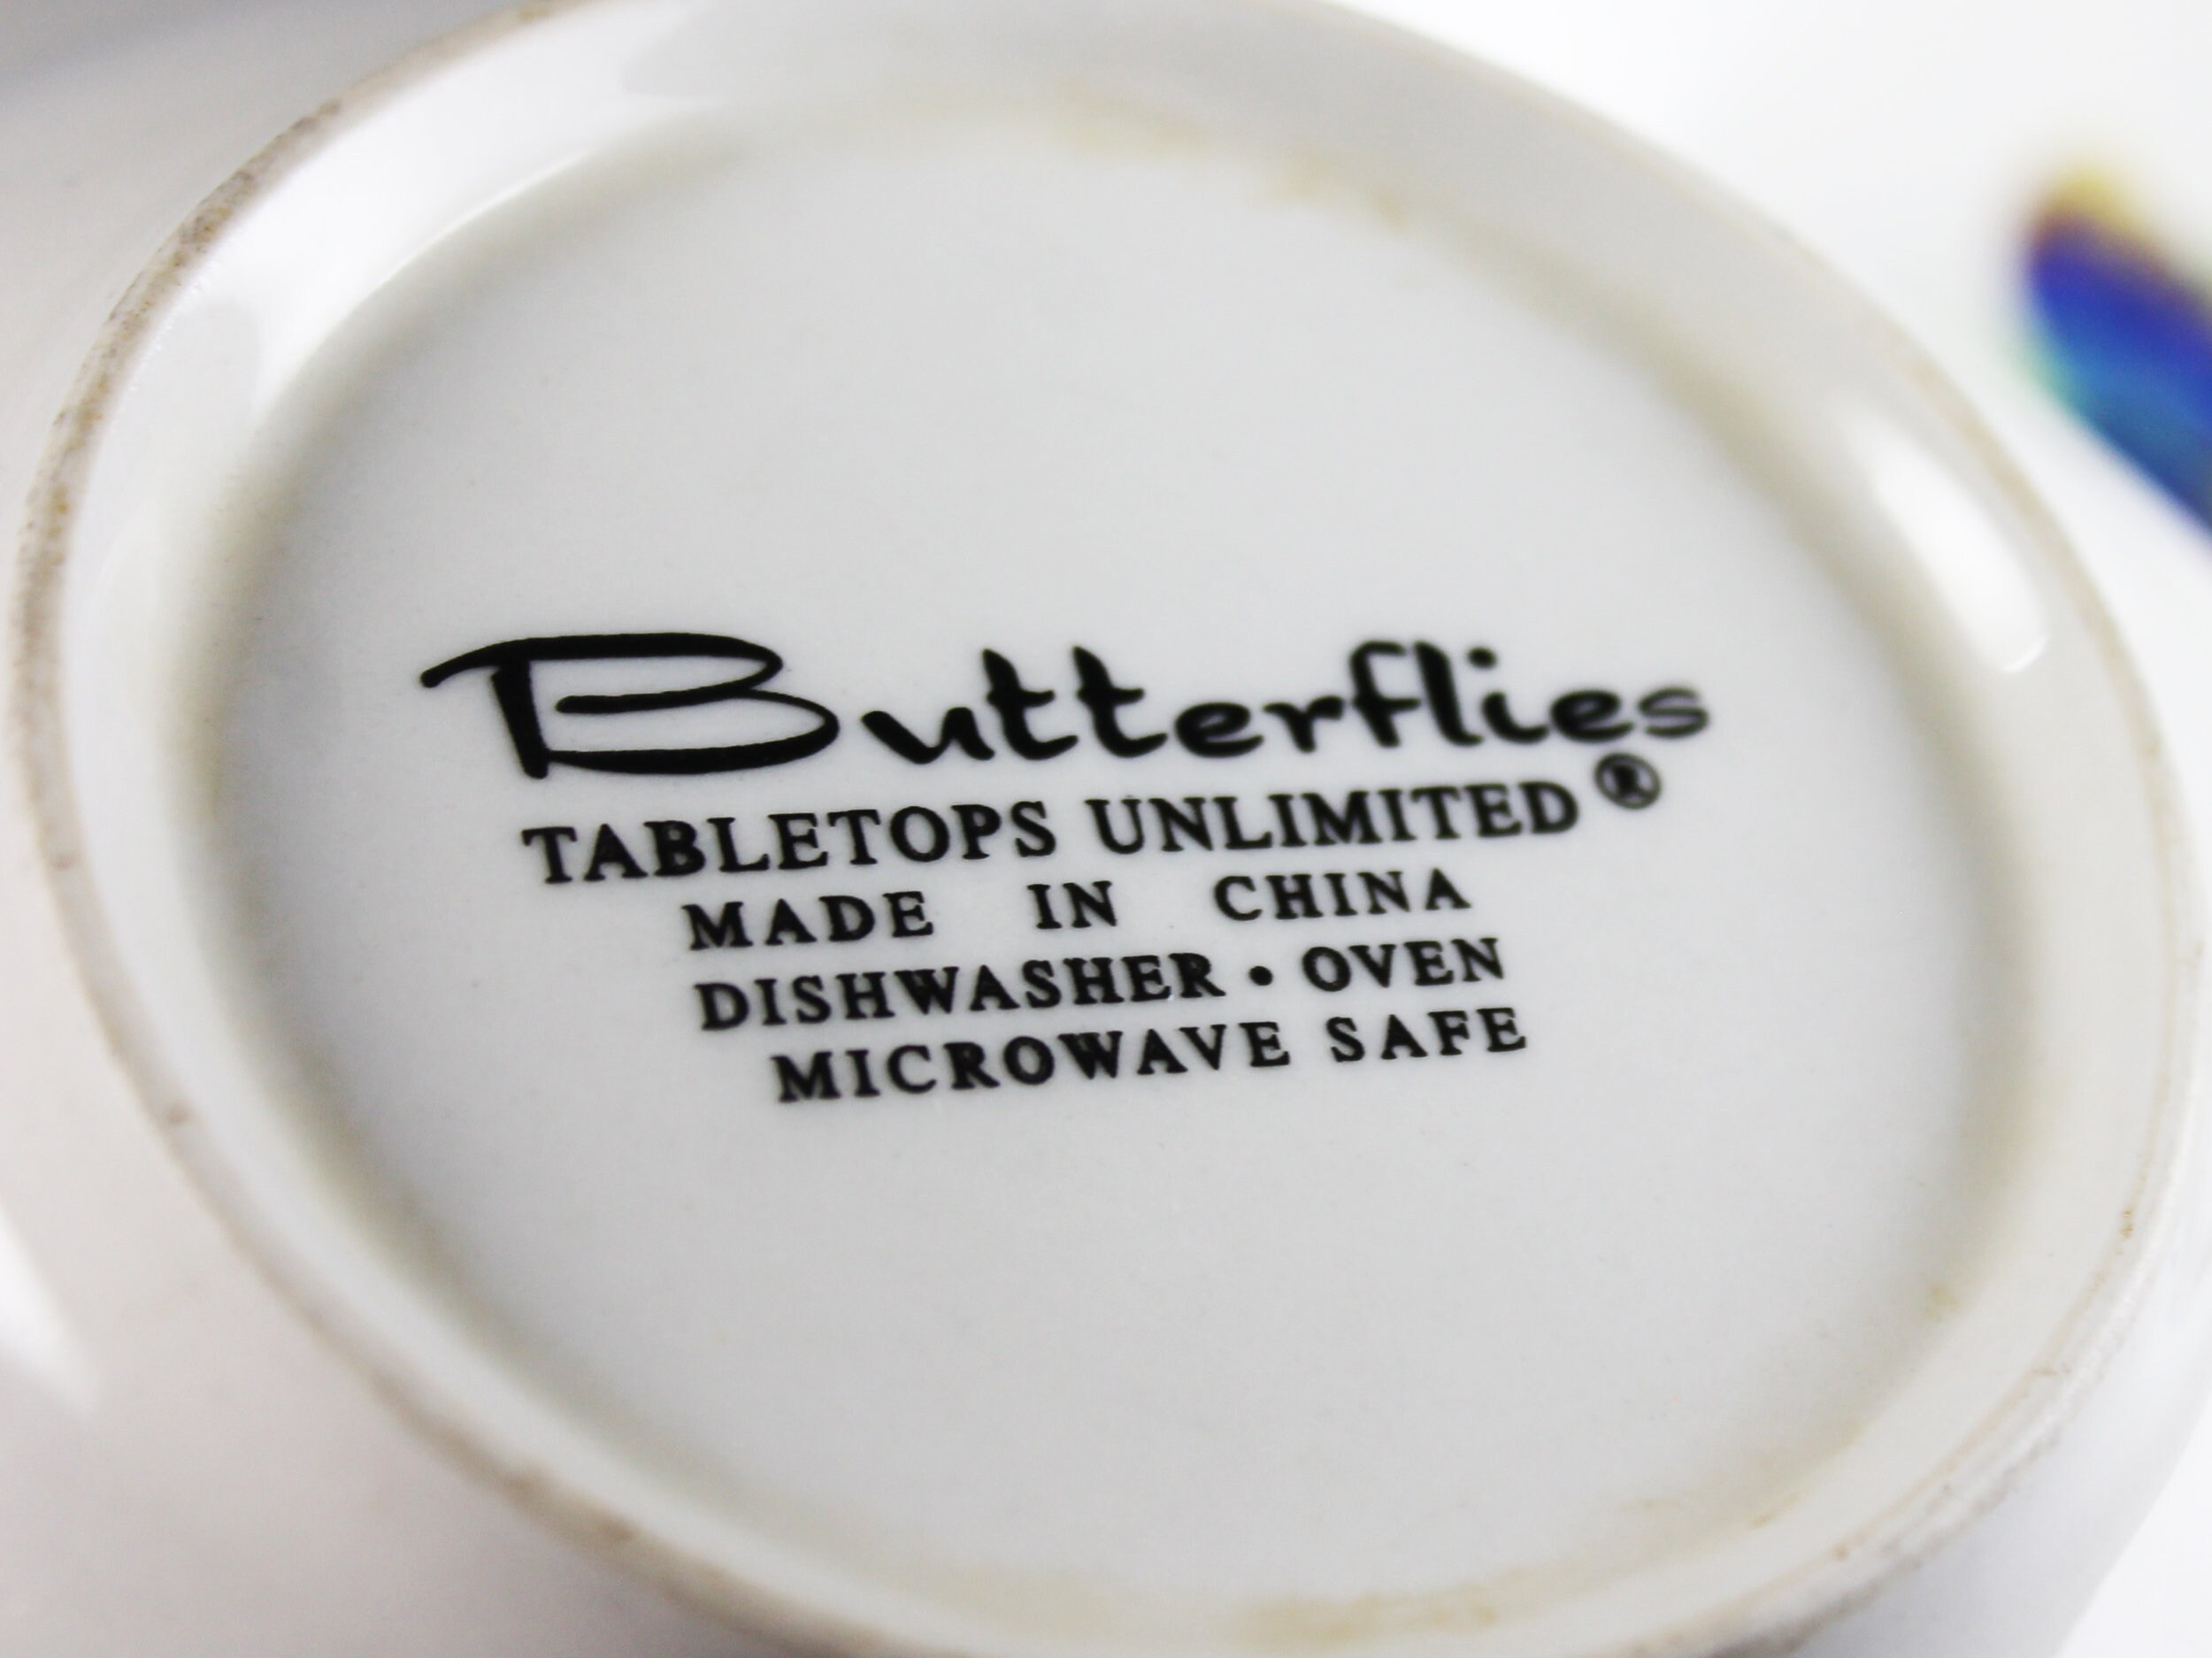 Butterflies
TABLETOPS UNLIMITED®
MADE IN CHINA
DISHWASHER • OVEN
MICROWAVE SAFE